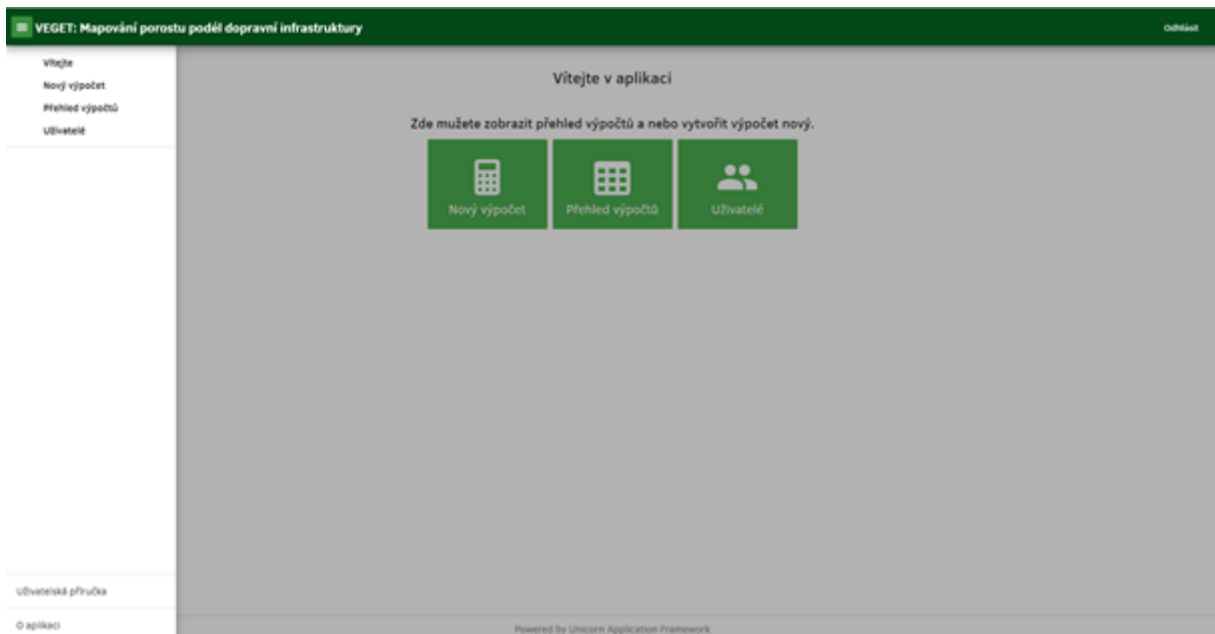 VEGET: Mapování porostu podél dopravní infrastruktury
Odhlásit
Vítejte
Nový výpočet
Přehled výpočtů
Uživatelé
Vítejte v aplikaci
Zde mužete zobrazit přehled výpočtů a nebo vytvořit výpočet nový.
Nový výpočet
Přehled výpočtů
Uživatelé
Uživatelská příručka
O aplikaci
Powered by Unicorn Application Framework